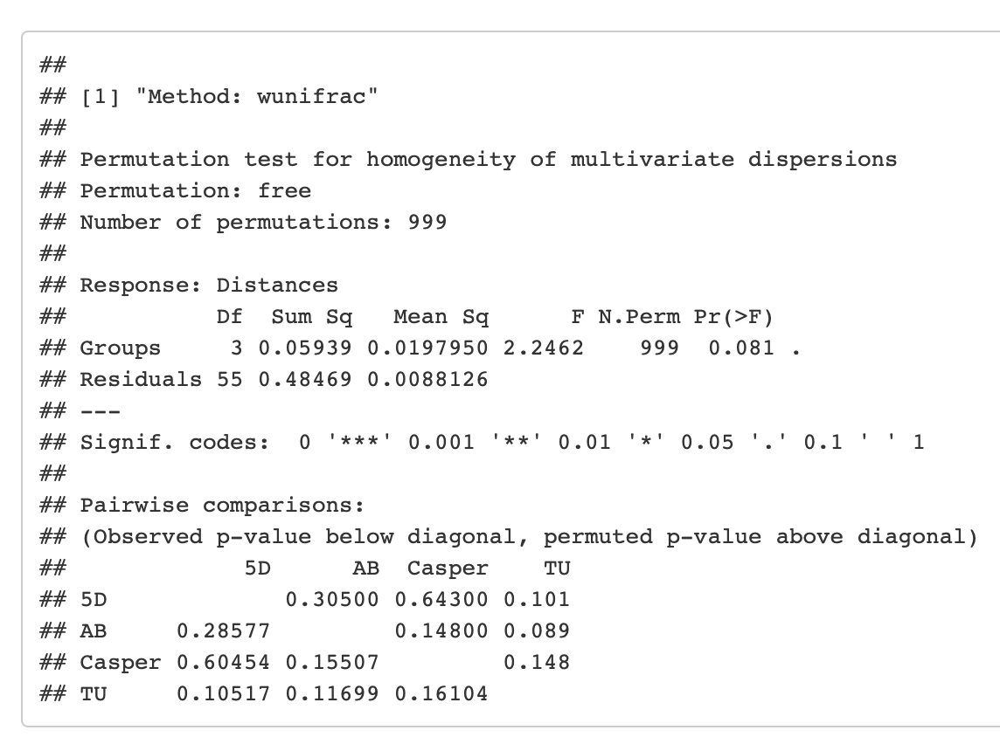 ##
## [1] "Method: wunifrac"
##
## Permutation test for homogeneity of multivariate dispersions
## Permutation: free
## Number of permutations: 999
##
## Response: Distances
##           Df  Sum Sq   Mean Sq      F N.Perm Pr(>F)
## Groups     3 0.05939 0.0197950 2.2462    999  0.081 .
## Residuals 55 0.48469 0.0088126
## ---
## Signif. codes:  0 '***' 0.001 '**' 0.01 '*' 0.05 '.' 0.1 ' ' 1
##
## Pairwise comparisons:
## (Observed p-value below diagonal, permuted p-value above diagonal)
##             5D      AB  Casper    TU
## 5D             0.30500 0.64300 0.101
## AB     0.28577         0.14800 0.089
## Casper 0.60454 0.15507         0.148
## TU     0.10517 0.11699 0.16104